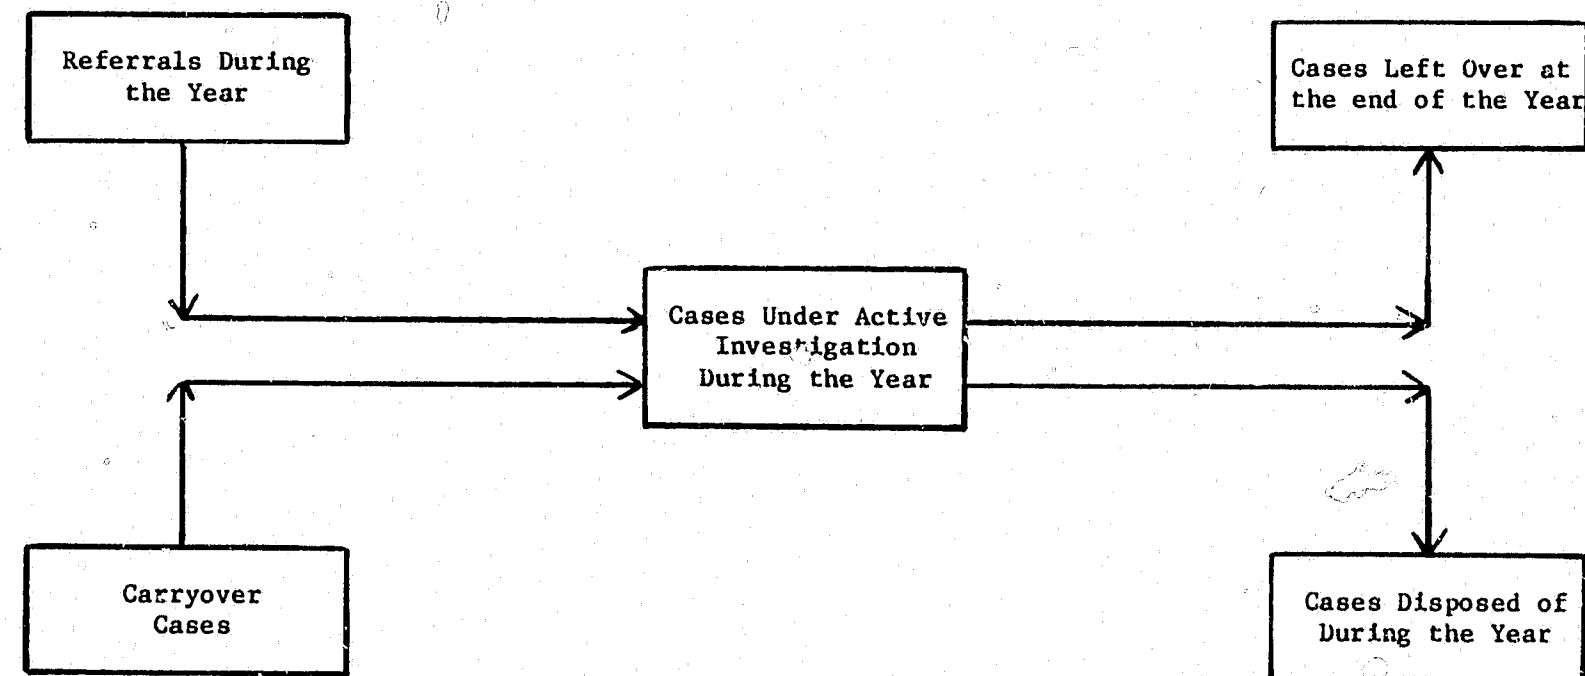 Referrals During
the Year
Cases Left Over at
the end of the Year
Cases Under Active
Investigation
During the Year
Carryover
Cases
Cases Disposed of
During the Year